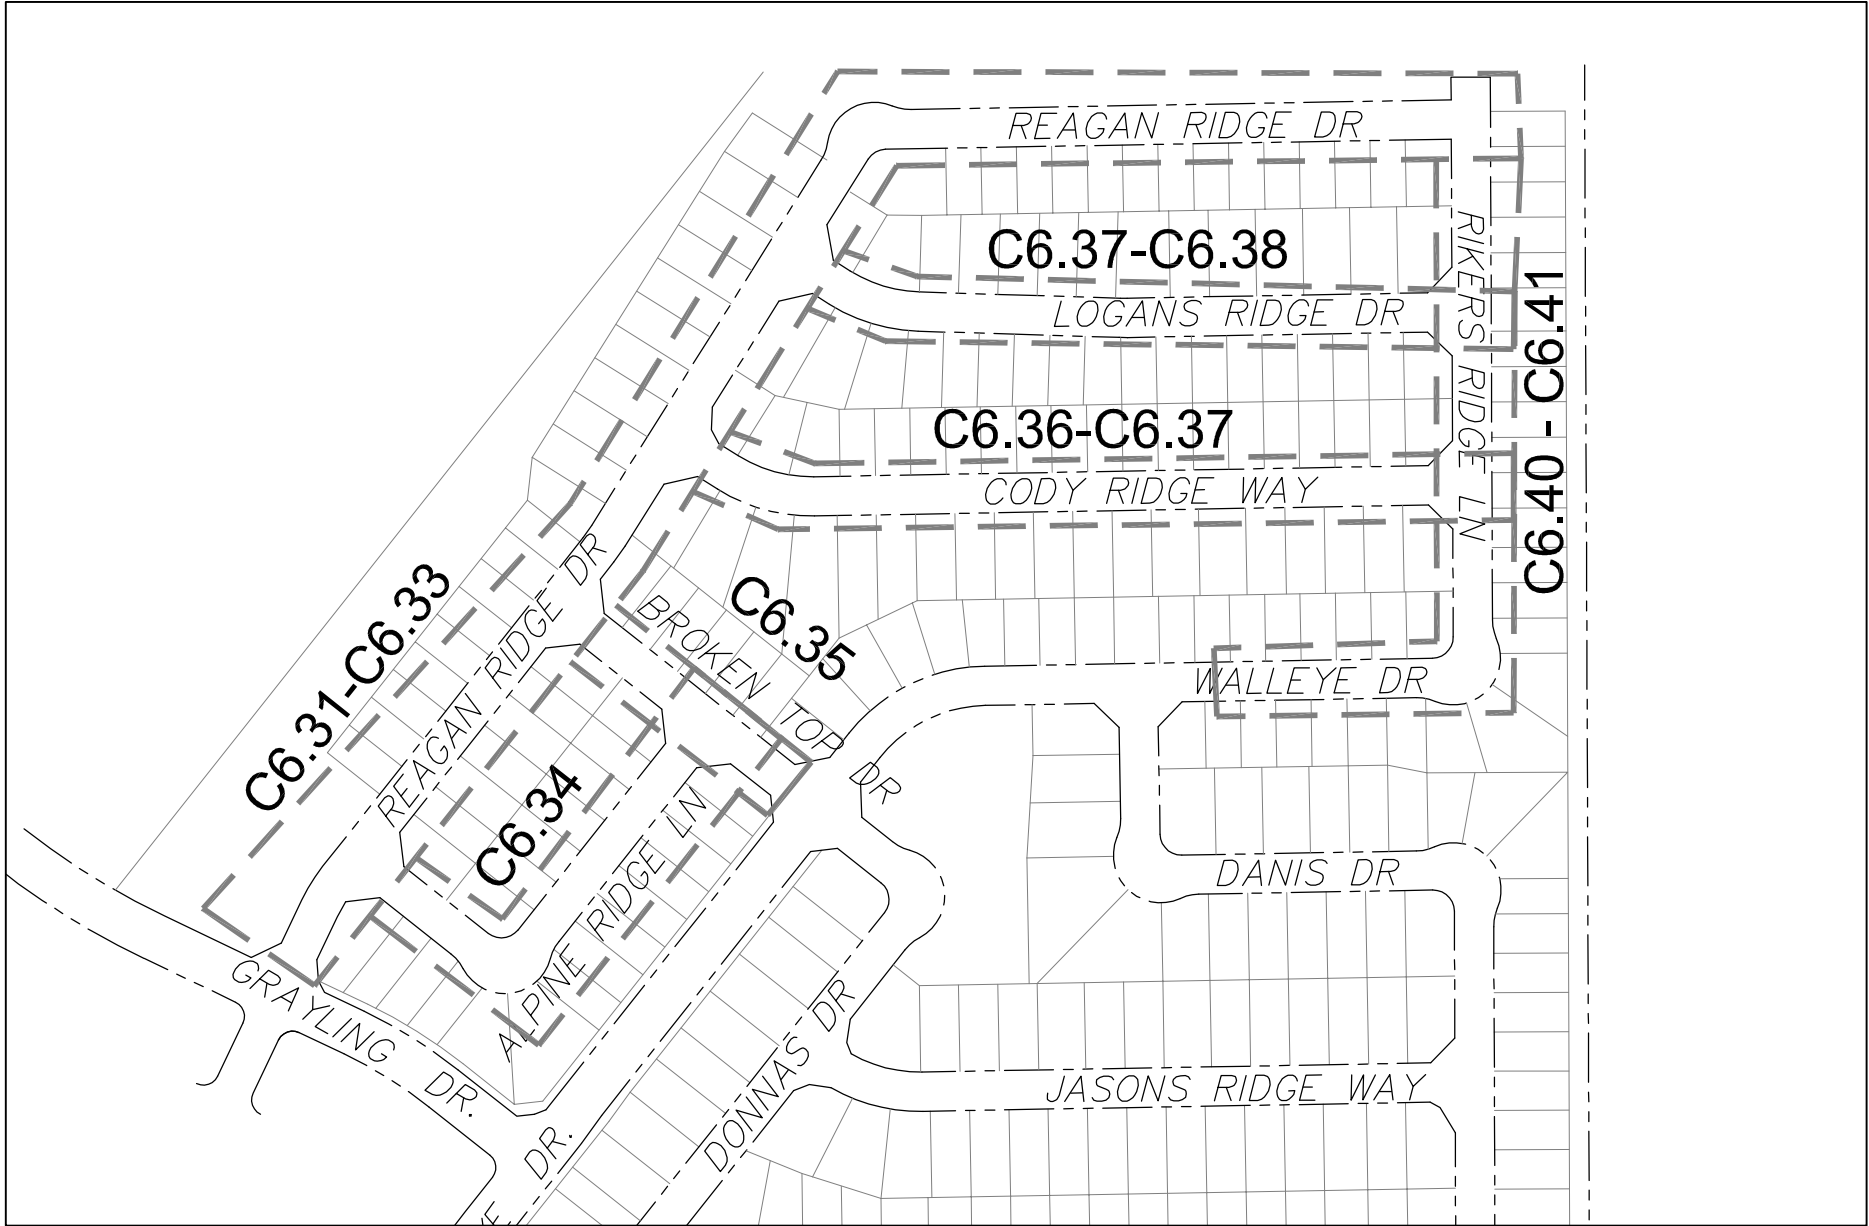 REAGAN RIDGE DR
C6.37-C6.38
RIKERS RIDGE LN
LOGANS RIDGE DR
C6.40 - C6.41
C6.36-C6.37
CODY RIDGE WAY
C6.31-C6.33
REAGAN RIDGE DR
BROKEN TOP DR
C6.35
WALLEYE DR
C6.34
ALPINE RIDGE LN
DANIS DR
GRAYLING DR.
DONNAS DR
JASONS RIDGE WAY
DR.